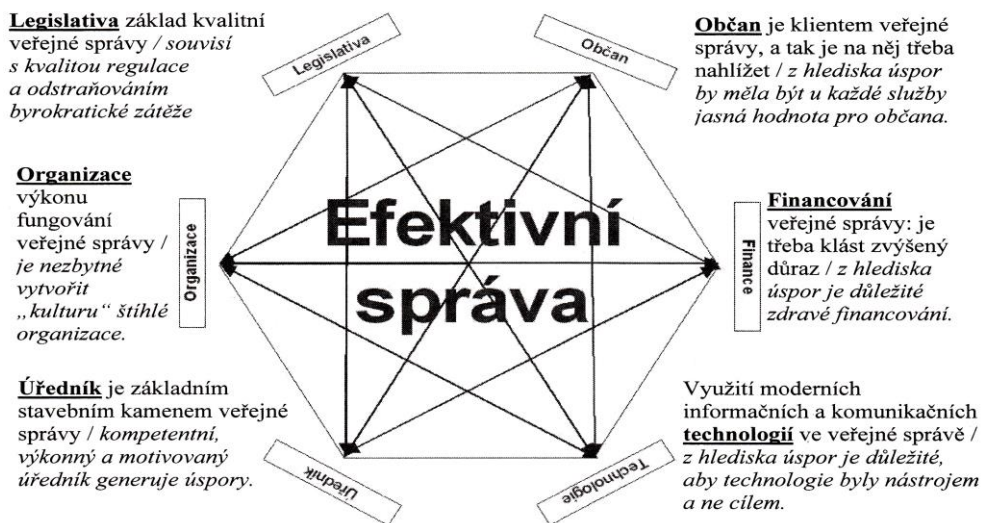 Legislativa základ kvalitní
veřejné správy / souvisí
s kvalitou regulace
a odstraňováním
byrokratické zátěže
Legislativa
Občan
Občan je klientem veřejné
správy, a tak je na něj třeba
nahlížet / z hlediska úspor
by měla být u každé služby
jasná hodnota pro občana.
Organizace
výkonu
fungování
veřejné správy /
je nezbytné
vytvořit
„kulturu“ štíhlé
organizace.
Organizace
Efektivní
správa
Finance
Financování
veřejné správy: je
třeba klást zvýšený
důraz / z hlediska
úspor je důležité
zdravé financování.
Úředník je základním
stavebním kamenem veřejné
správy / kompetentní,
výkonný a motivovaný
úředník generuje úspory.
Úředník
Technologie
Využití moderních
informačních a komunikačních
technologií ve veřejné správě /
z hlediska úspor je důležité,
aby technologie byly nástrojem
a ne cílem.